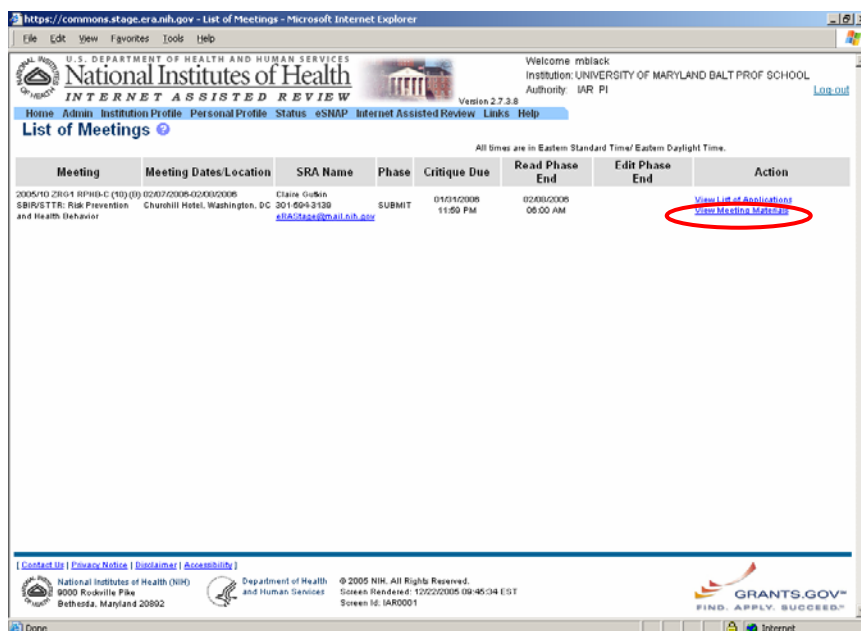 https://commons.stage.era.nih.gov - List of Meetings - Microsoft Internet Explorer
File Edit View Favorites Tools Help
U.S. DEPARTMENT OF HEALTH AND HUMAN SERVICES
National Institutes of Health
INTERNET ASSISTED REVIEW
Version 2.7.3.8
Welcome mblack
Institution: UNIVERSITY OF MARYLAND BALT PROF SCHOOL
Authority: IAR PI
Log-out
Home Admin Institution Profile Personal Profile Status eSNAP Internet Assisted Review Links Help
List of Meetings ?
All times are in Eastern Standard Time/ Eastern Daylight Time.
Meeting Meeting Dates/Location SRA Name Phase Critique Due Read Phase End Edit Phase End Action
2005/10 ZRG1 RPHB-C (10) (B) 02/07/2006-02/08/2006 Claire Gutkin 01/31/2006 02/08/2006 View List of Applications
SBIR/STTR: Risk Prevention Churchill Hotel, Washington, DC 301-594-3139 SUBMIT 11:59 PM 06:00 AM View Meeting Materials
and Health Behavior eRAStage@mail.nih.gov
[ Contact Us | Privacy Notice | Disclaimer | Accessibility ]
National Institutes of Health (NIH)
9000 Rockville Pike
Bethesda, Maryland 20892
Department of Health
and Human Services
© 2005 NIH. All Rights Reserved.
Screen Rendered: 12/22/2005 09:45:34 EST
Screen Id: IAR0001
GRANTS.GOV℠
FIND. APPLY. SUCCEED.℠
Done Internet